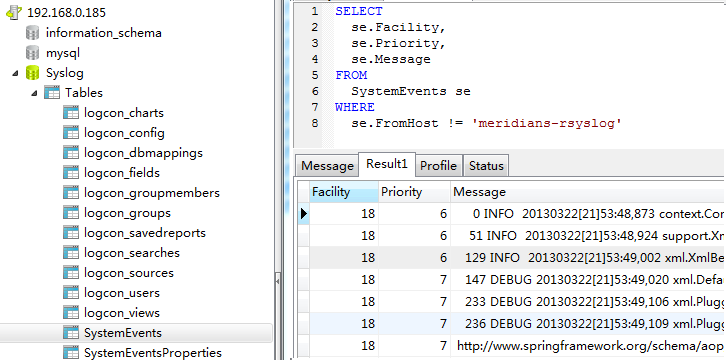 192.168.0.185
information_schema
mysql
Syslog
Tables
logcon_charts
logcon_config
logcon_dbmappings
logcon_fields
logcon_groupmembers
logcon_groups
logcon_savedreports
logcon_searches
logcon_sources
logcon_users
logcon_views
SystemEvents
SystemEventsProperties
1 SELECT
2 se.Facility,
3 se.Priority,
4 se.Message
5 FROM
6 SystemEvents se
7 WHERE
8 se.FromHost != 'meridians-rsyslog'
Message Result1 Profile Status
Facility Priority Message
18 6 0 INFO 20130322[21]53:48,873 context.Con
18 6 51 INFO 20130322[21]53:48,924 support.Xm
18 6 129 INFO 20130322[21]53:49,002 xml.XmlBe
18 7 147 DEBUG 20130322[21]53:49,020 xml.Defa
18 7 233 DEBUG 20130322[21]53:49,106 xml.Plugg
18 7 236 DEBUG 20130322[21]53:49,109 xml.Plugg
18 7 http://www.springframework.org/schema/aop